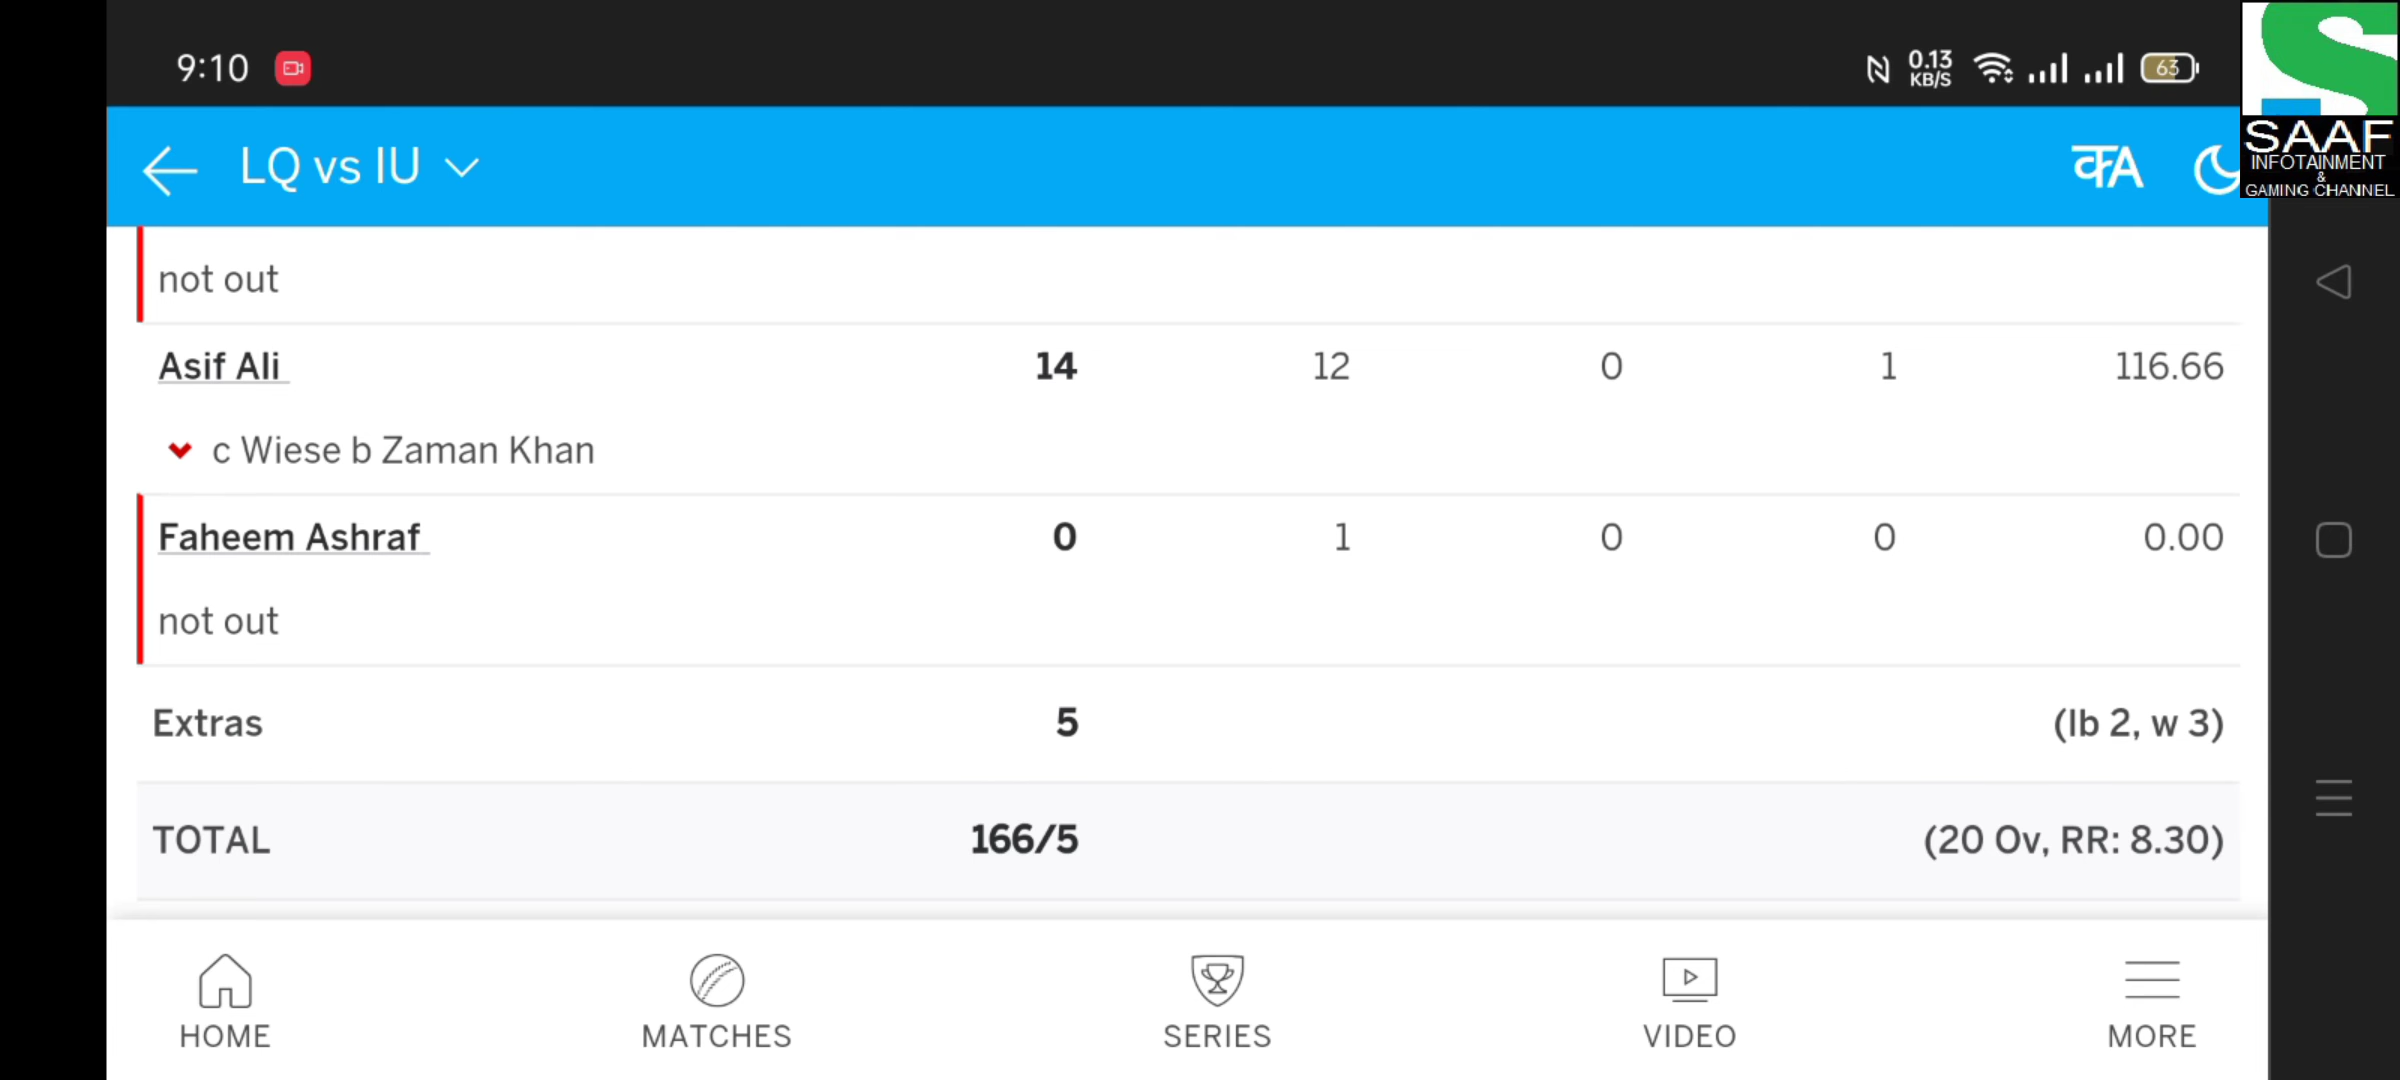 9:10 0.13 KB/S 63
LQ vs IU क A
SAAF
INFOTAINMENT
&
GAMING CHANNEL
not out
Asif Ali 14 12 0 1 116.66
c Wiese b Zaman Khan
Faheem Ashraf 0 1 0 0 0.00
not out
Extras 5 (lb 2, w 3)
TOTAL 166/5 (20 Ov, RR: 8.30)
HOME MATCHES SERIES VIDEO MORE